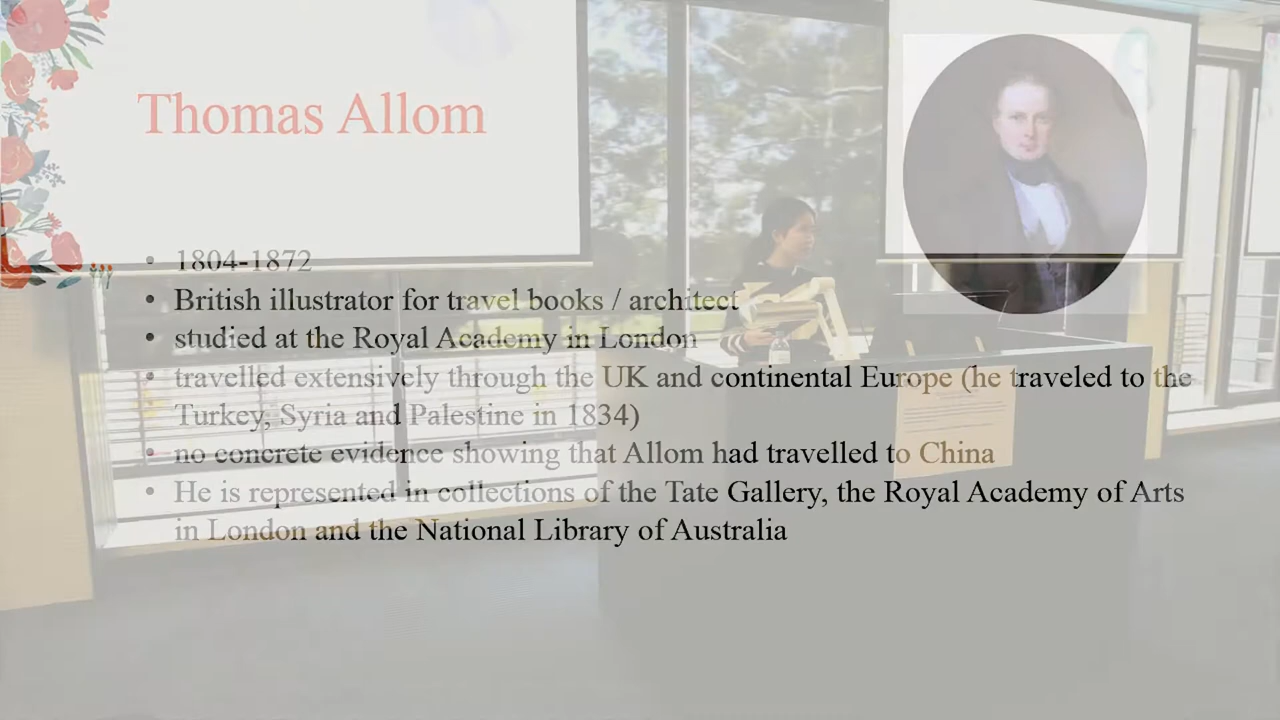 Thomas Allom
• 1804-1872
• British illustrator for travel books / architect
• studied at the Royal Academy in London
• travelled extensively through the UK and continental Europe (he traveled to the
Turkey, Syria and Palestine in 1834)
• no concrete evidence showing that Allom had travelled to China
• He is represented in collections of the Tate Gallery, the Royal Academy of Arts
in London and the National Library of Australia